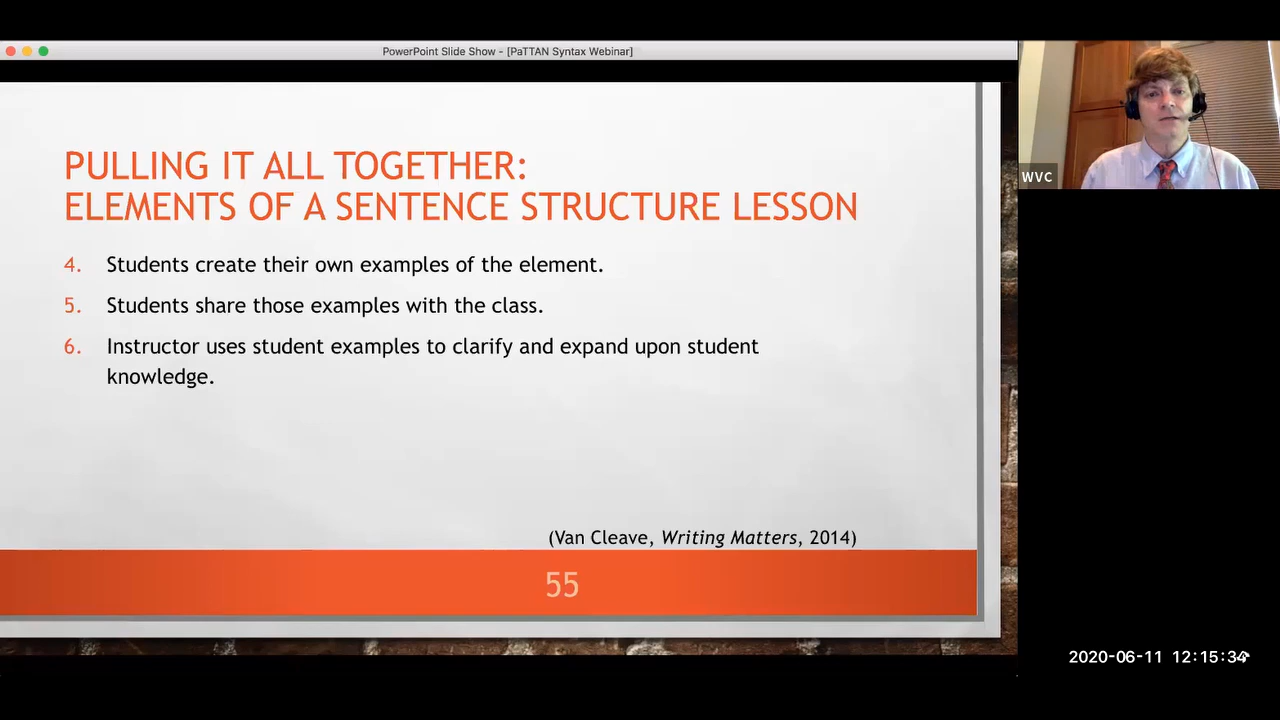 PowerPoint Slide Show - [PaTTAN Syntax Webinar]
PULLING IT ALL TOGETHER:
ELEMENTS OF A SENTENCE STRUCTURE LESSON
4. Students create their own examples of the element.
5. Students share those examples with the class.
6. Instructor uses student examples to clarify and expand upon student
knowledge.
(Van Cleave, Writing Matters, 2014)
55
WVC
2020-06-11 12:15:34